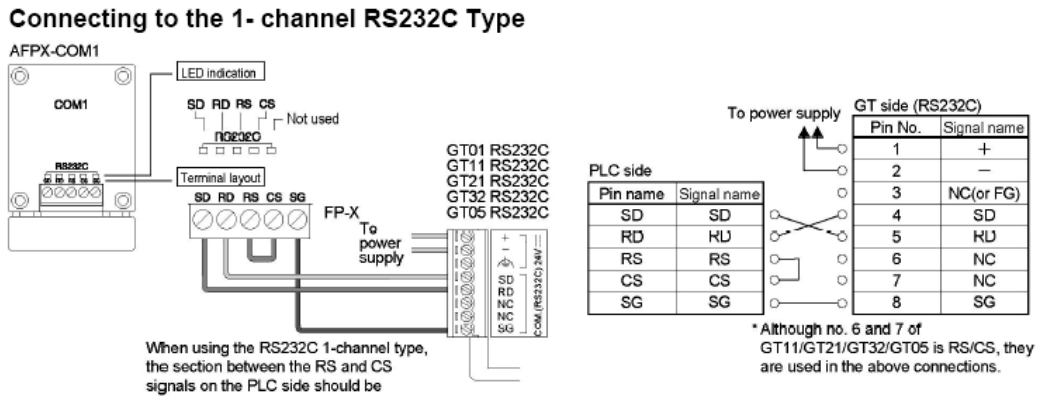 Connecting to the 1- channel RS232C Type
AFPX-COM1
LED indication
COM1
SD RD RS CS
Not used
RS232C
RS232C
SD RD RS CS SG
Terminal layout
SD RD RS CS SG
FP-X
To
power
supply
GT01 RS232C
GT11 RS232C
GT21 RS232C
GT32 RS232C
GT05 RS232C
+
−
SD
RD
NC
NC
SG
COM.(RS232C) 24V
When using the RS232C 1-channel type,
the section between the RS and CS
signals on the PLC side should be
To power supply
PLC side
Pin name Signal name
SD SD
RD RD
RS RS
CS CS
SG SG
GT side (RS232C)
Pin No. Signal name
1 +
2 −
3 NC(or FG)
4 SD
5 RD
6 NC
7 NC
8 SG
* Although no. 6 and 7 of
GT11/GT21/GT32/GT05 is RS/CS, they
are used in the above connections.